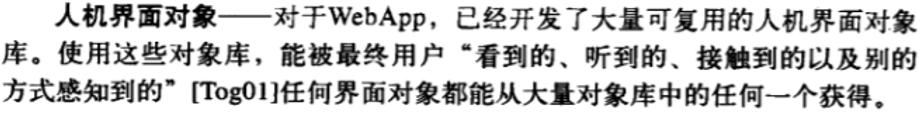 人机界面对象——对于WebApp，已经开发了大量可复用的人机界面对象
库。使用这些对象库，能被最终用户“看到的、听到的、接触到的以及别的
方式感知到的”[Tog01]任何界面对象都能从大量对象库中的任何一个获得。